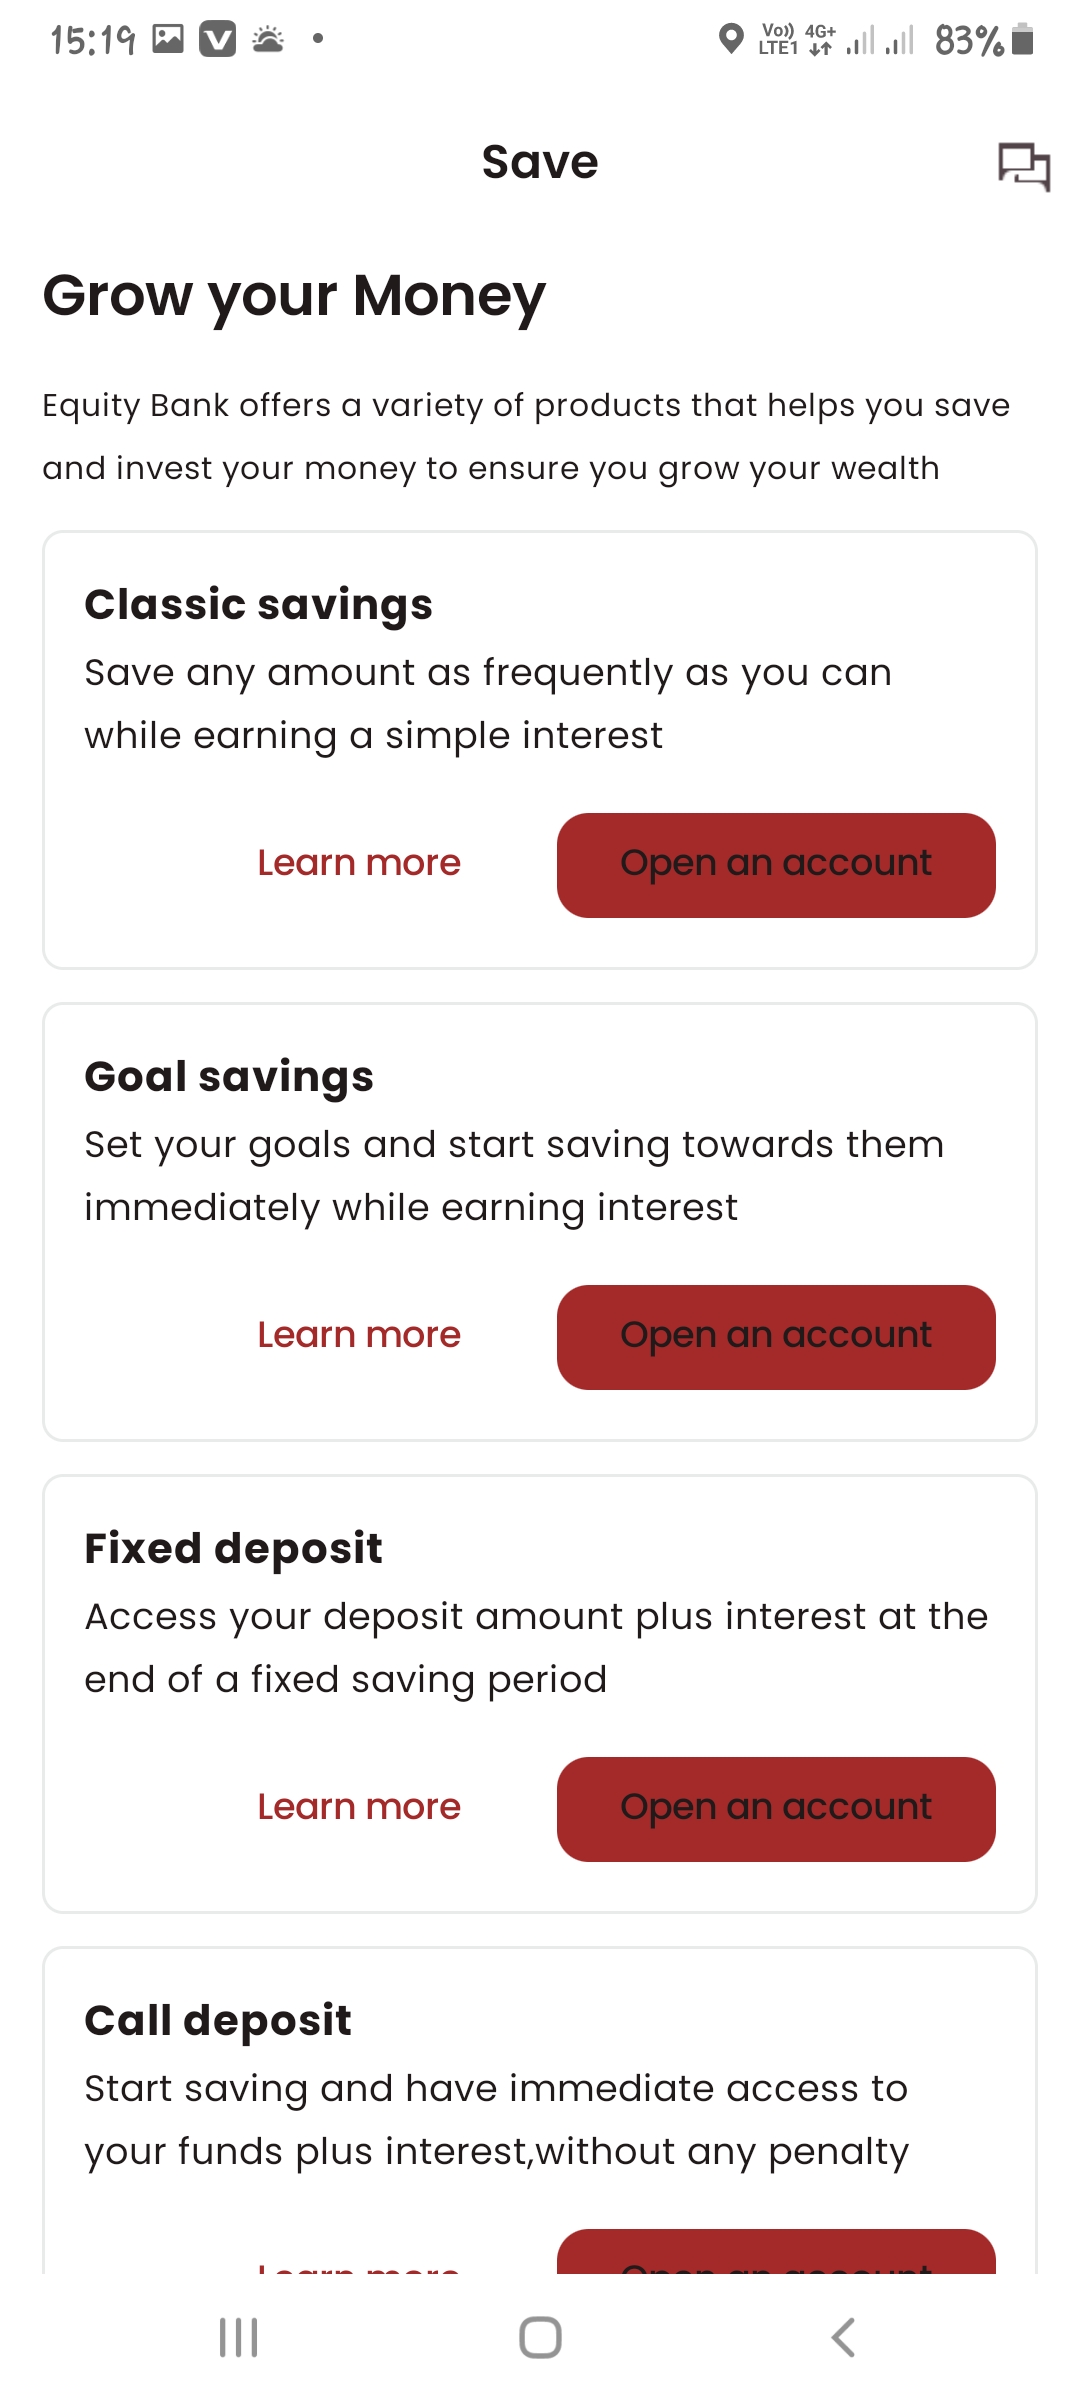 15:19
Vo)) 4G+
LTE1
83%
Save
Grow your Money
Equity Bank offers a variety of products that helps you save
and invest your money to ensure you grow your wealth
Classic savings
Save any amount as frequently as you can
while earning a simple interest
Learn more
Open an account
Goal savings
Set your goals and start saving towards them
immediately while earning interest
Learn more
Open an account
Fixed deposit
Access your deposit amount plus interest at the
end of a fixed saving period
Learn more
Open an account
Call deposit
Start saving and have immediate access to
your funds plus interest,without any penalty
Learn more
Open an account